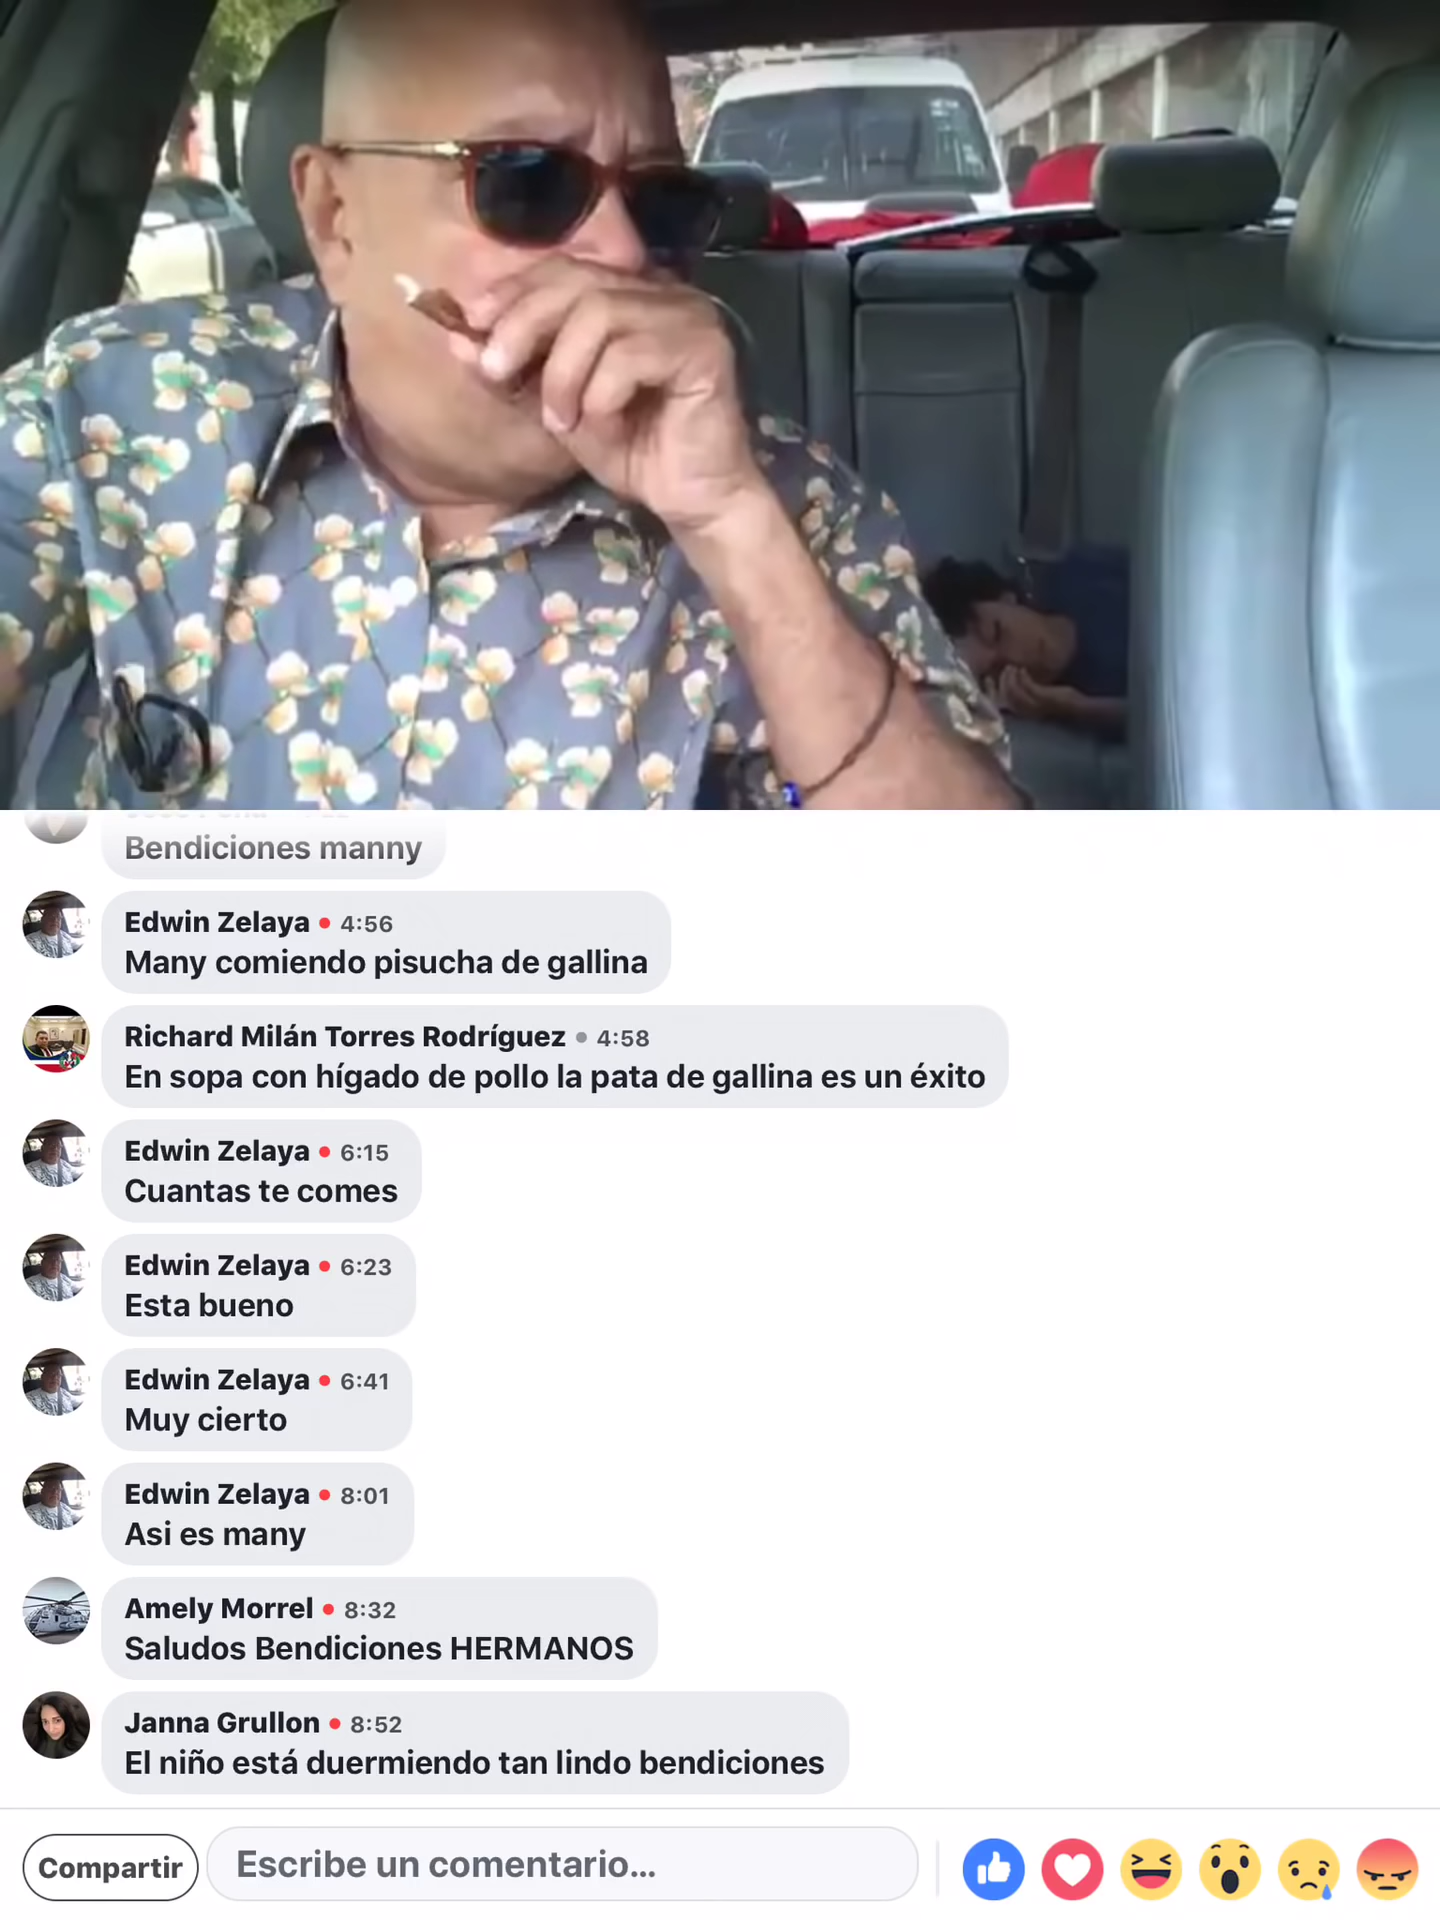 Bendiciones manny
Edwin Zelaya • 4:56
Many comiendo pisucha de gallina
Richard Milán Torres Rodríguez • 4:58
En sopa con hígado de pollo la pata de gallina es un éxito
Edwin Zelaya • 6:15
Cuantas te comes
Edwin Zelaya • 6:23
Esta bueno
Edwin Zelaya • 6:41
Muy cierto
Edwin Zelaya • 8:01
Asi es many
Amely Morrel • 8:32
Saludos Bendiciones HERMANOS
Janna Grullon • 8:52
El niño está duermiendo tan lindo bendiciones
Compartir
Escribe un comentario...